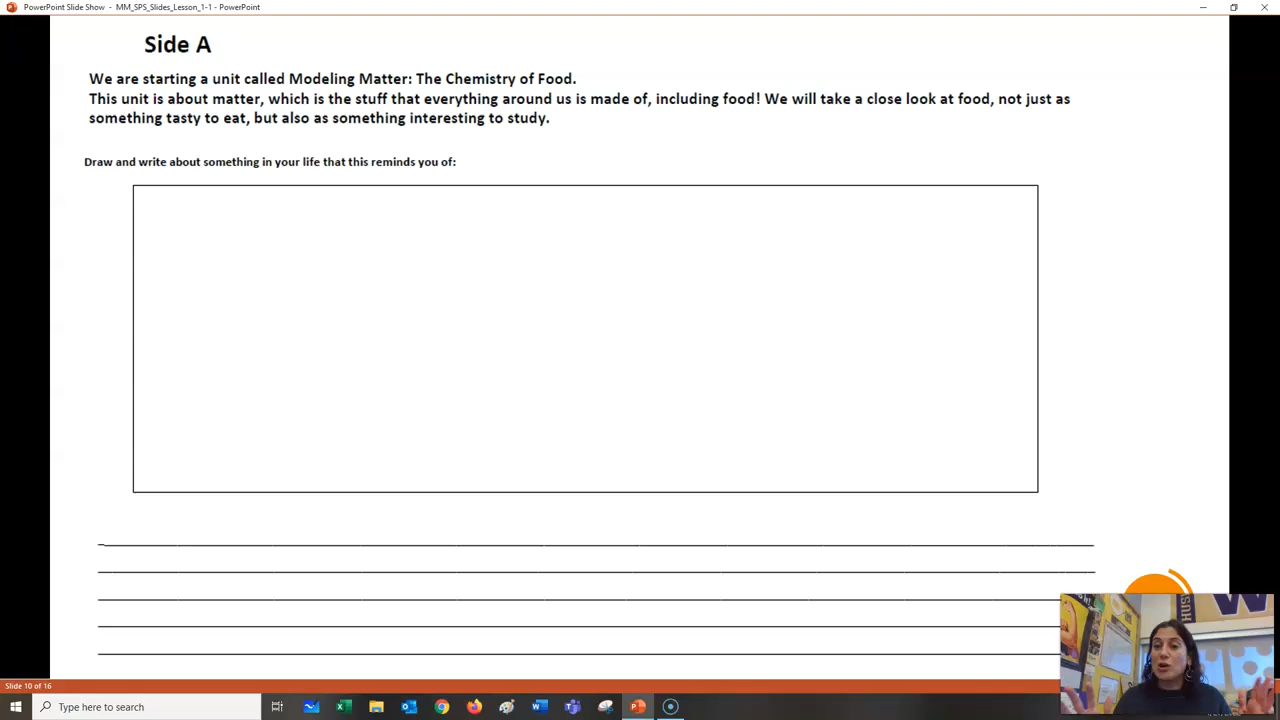 PowerPoint Slide Show - MM_SPS_Slides_Lesson_1-1 - PowerPoint
Side A
We are starting a unit called Modeling Matter: The Chemistry of Food.
This unit is about matter, which is the stuff that everything around us is made of, including food! We will take a close look at food, not just as
something tasty to eat, but also as something interesting to study.
Draw and write about something in your life that this reminds you of:
HUSK
W
Slide 10 of 16
Type here to search